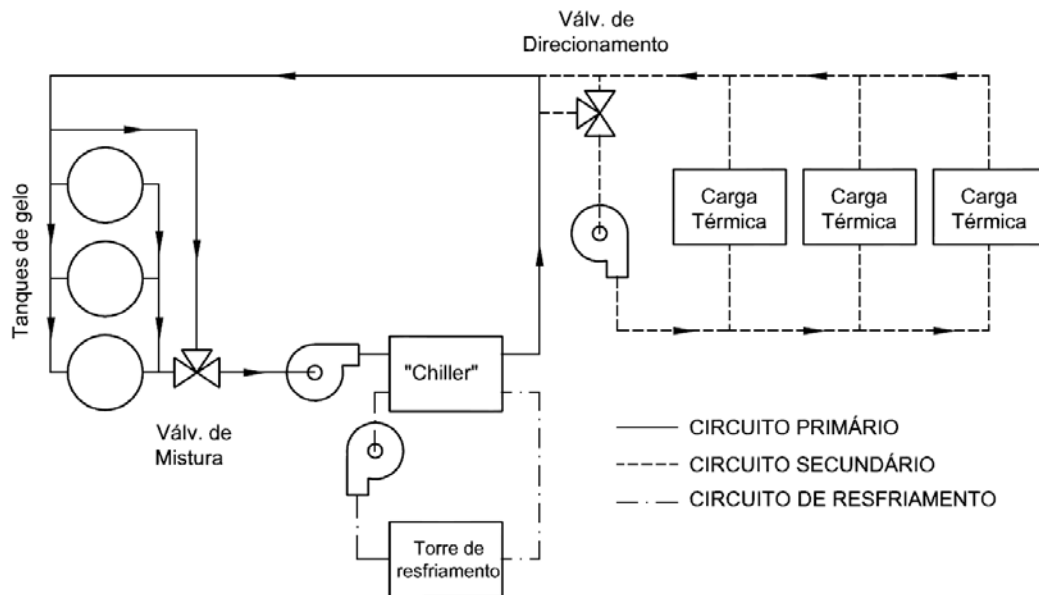 Válv. de
Direcionamento
Tanques de gelo
Carga
Térmica
Carga
Térmica
Carga
Térmica
"Chiller"
Válv. de
Mistura
CIRCUITO PRIMÁRIO
CIRCUITO SECUNDÁRIO
CIRCUITO DE RESFRIAMENTO
Torre de
resfriamento